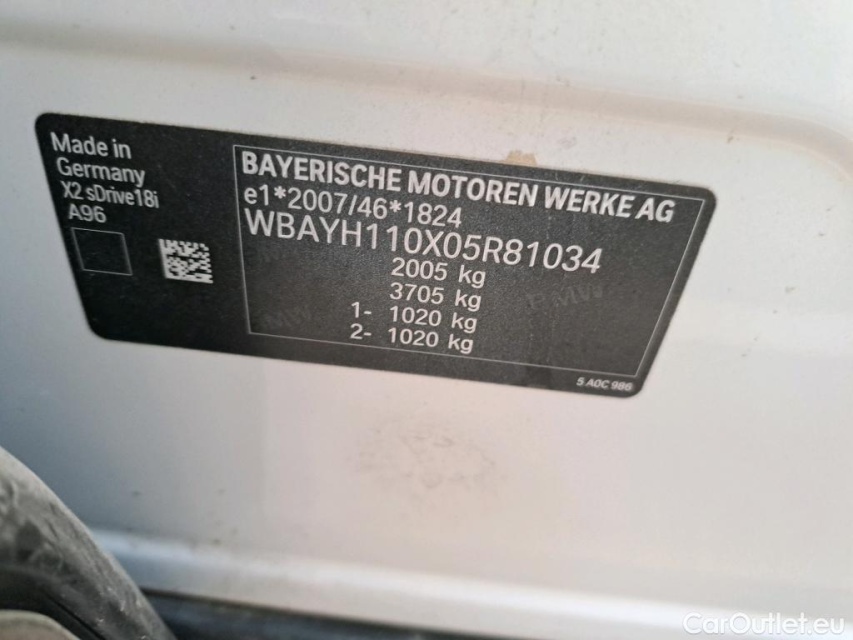 Made in
Germany
X2 sDrive18i
A96
BAYERISCHE MOTOREN WERKE AG
e1*2007/46*1824
WBAYH110X05R81034
2005 kg
3705 kg
1- 1020 kg
2- 1020 kg
5 A0C 986
CarOutlet.eu